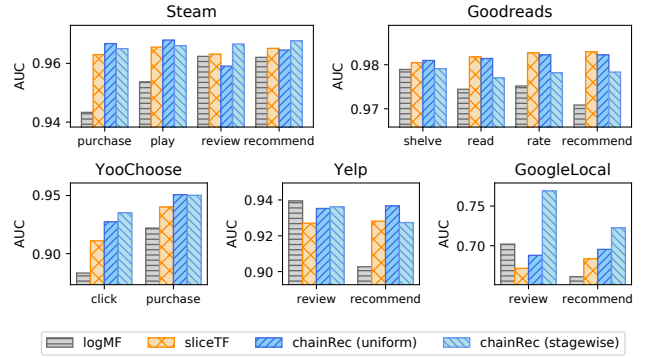 Steam
Goodreads
AUC
0.96
0.94
purchase play review recommend
AUC
0.98
0.97
shelve read rate recommend
YooChoose
Yelp
GoogleLocal
AUC
0.95
0.90
click purchase
AUC
0.94
0.92
0.90
review recommend
AUC
0.75
0.70
review recommend
logMF sliceTF chainRec (uniform) chainRec (stagewise)